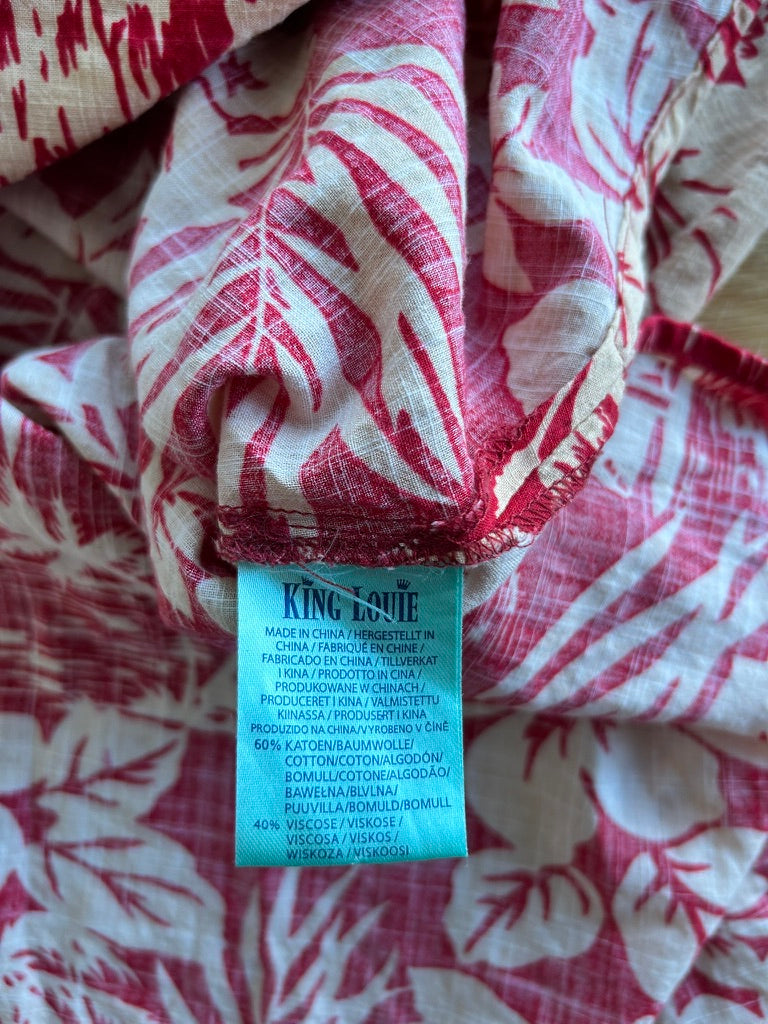 KING LOUIE
MADE IN CHINA / HERGESTELLT IN
CHINA / FABRIQUÉ EN CHINE /
FABRICADO EN CHINA / TILLVERKAT
I KINA / PRODOTTO IN CINA /
PRODUKOWANE W CHINACH /
PRODUCERET I KINA / VALMISTETTU
KIINASSA / PRODUSERT I KINA
PRODUZIDO NA CHINA/VYROBENO V ČÍNĚ
60% KATOEN/BAUMWOLLE/
COTTON/COTON/ALGODÓN/
BOMULL/COTONE/ALGODÃO/
BAWEŁNA/BLVLNA/
PUUVILLA/BOMULD/BOMULL
40% VISCOSE / VISKOSE /
VISCOSA / VISKOS /
WISKOZA / VISKOOSI